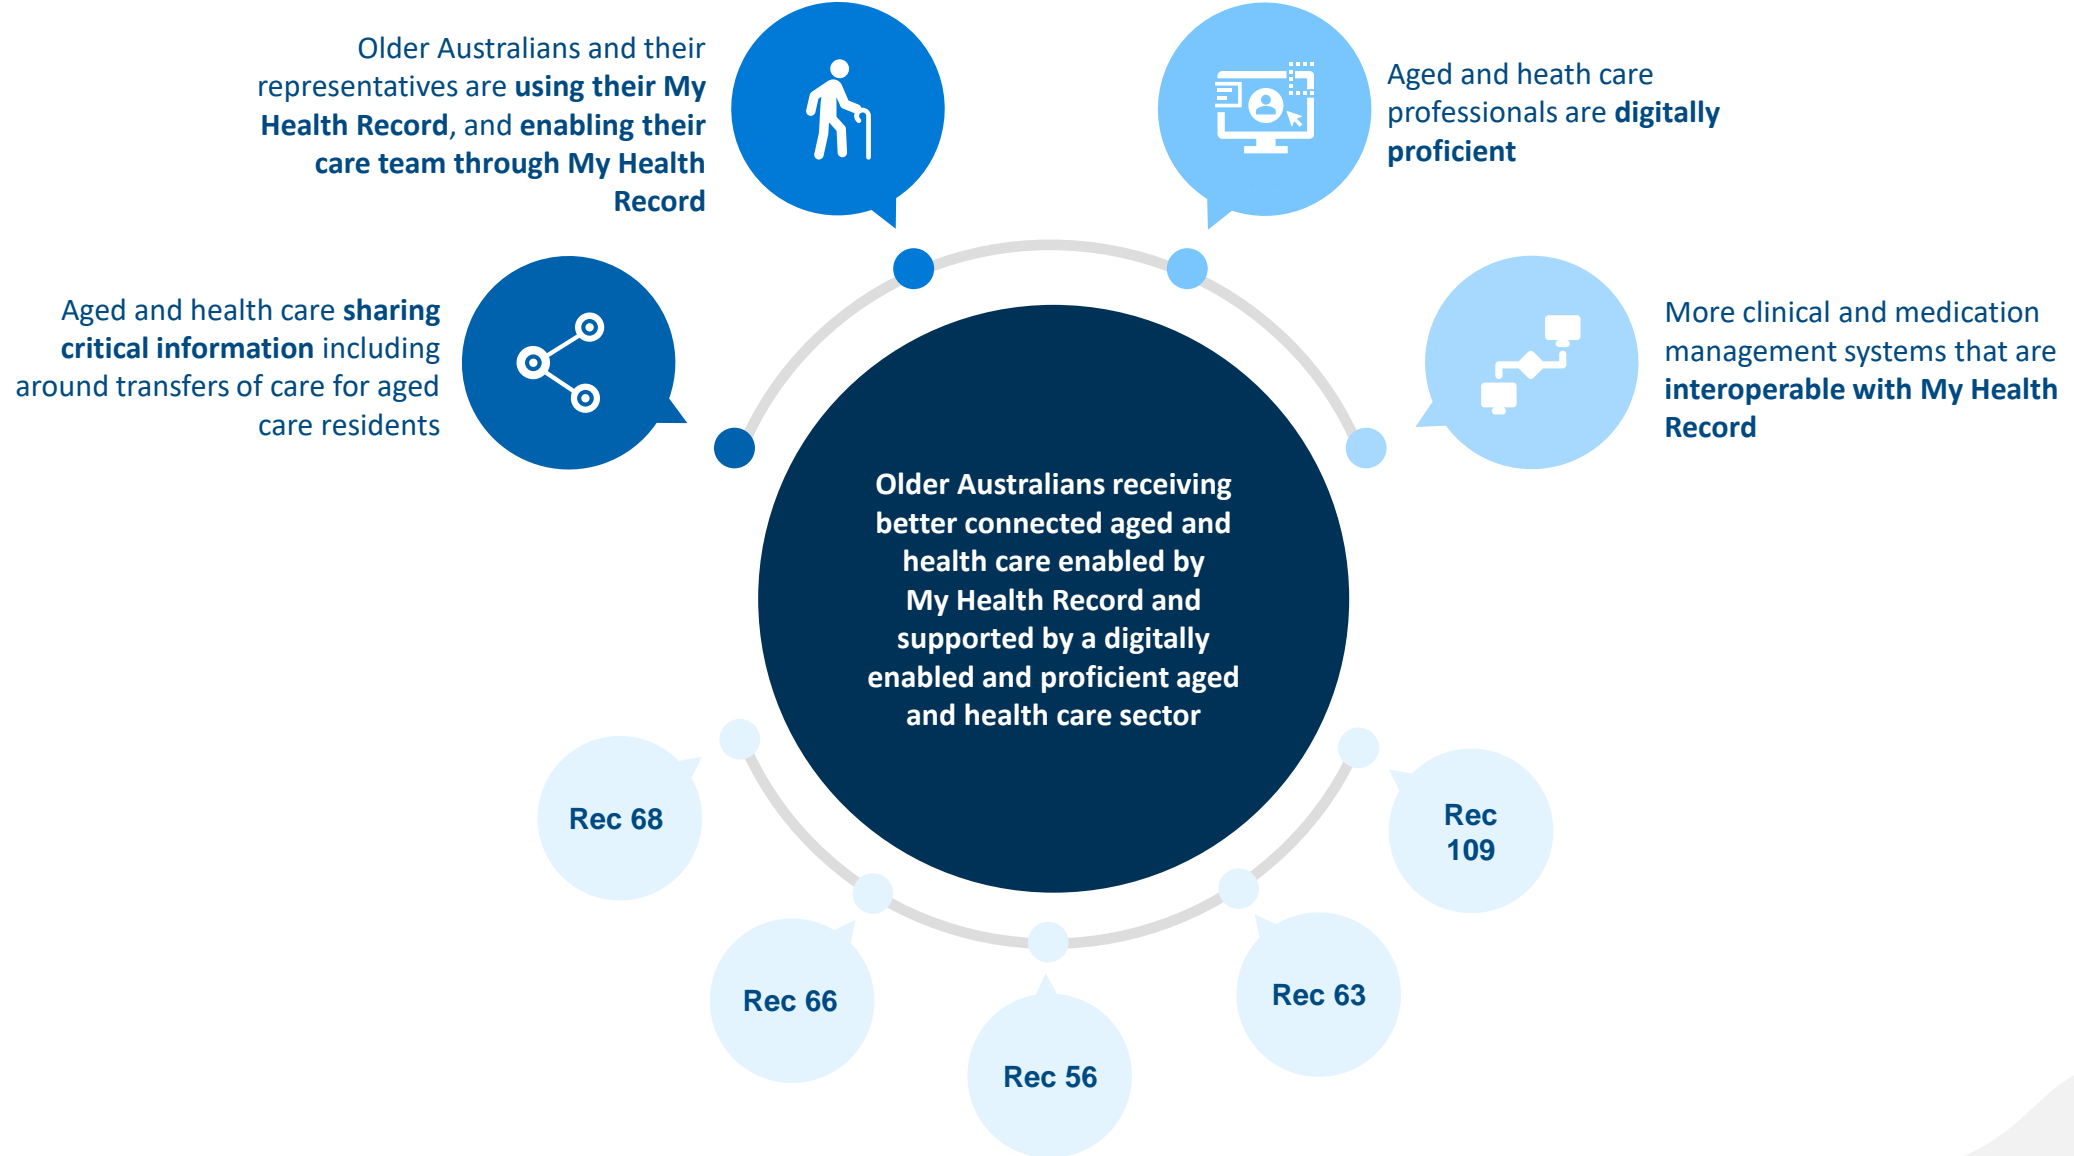 Older Australians and their
representatives are using their My
Health Record, and enabling their
care team through My Health
Record
Aged and heath care
professionals are digitally
proficient
Aged and health care sharing
critical information including
around transfers of care for aged
care residents
More clinical and medication
management systems that are
interoperable with My Health
Record
Older Australians receiving
better connected aged and
health care enabled by
My Health Record and
supported by a digitally
enabled and proficient aged
and health care sector
Rec 68
Rec
109
Rec 66
Rec 63
Rec 56